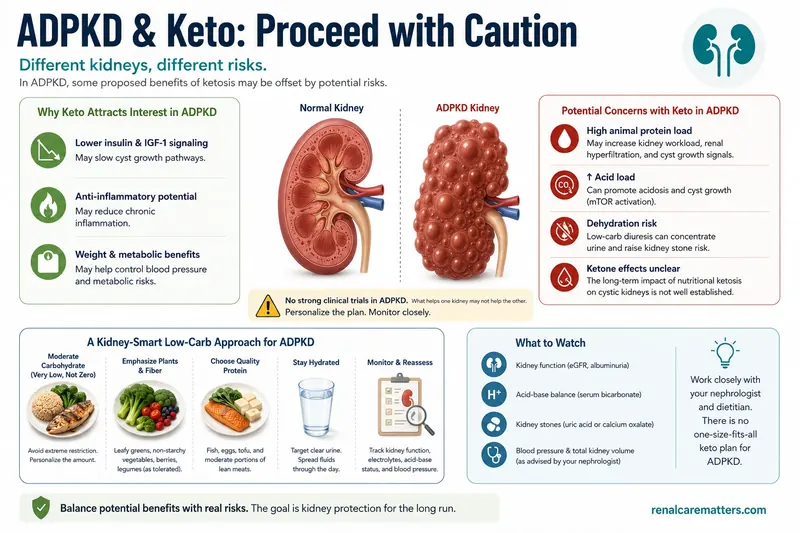 ADPKD & Keto: Proceed with Caution
Different kidneys, different risks.
In ADPKD, some proposed benefits of ketosis may be offset by potential risks.
Why Keto Attracts Interest in ADPKD
Lower insulin & IGF-1 signaling
May slow cyst growth pathways.
Anti-inflammatory potential
May reduce chronic
inflammation.
Weight & metabolic benefits
May help control blood pressure
and metabolic risks.
Normal Kidney
ADPKD Kidney
No strong clinical trials in ADPKD. What helps one kidney may not help the other.
Personalize the plan. Monitor closely.
Potential Concerns with Keto in ADPKD
High animal protein load
May increase kidney workload, renal
hyperfiltration, and cyst growth signals.
CO₂
↑ Acid load
Can promote acidosis and cyst growth
(mTOR activation).
Dehydration risk
Low-carb diuresis can concentrate
urine and raise kidney stone risk.
Ketone effects unclear
The long-term impact of nutritional ketosis
on cystic kidneys is not well established.
A Kidney-Smart Low-Carb Approach for ADPKD
Moderate
Carbohydrate
(Very Low, Not Zero)
Avoid extreme restriction.
Personalize the amount.
Emphasize Plants
& Fiber
Leafy greens, non-starchy
vegetables, berries,
legumes (as tolerated).
Choose Quality
Protein
Fish, eggs, tofu, and
moderate portions of
lean meats.
Stay Hydrated
Target clear urine.
Spread fluids
through the day.
Monitor & Reassess
Track kidney function,
electrolytes, acid-base
status, and blood pressure.
What to Watch
Kidney function (eGFR, albuminuria)
H+
Acid-base balance (serum bicarbonate)
Kidney stones (uric acid or calcium oxalate)
Blood pressure & total kidney volume
(as advised by your nephrologist)
Work closely with
your nephrologist
and dietitian.
There is no
one-size-fits-all
keto plan for
ADPKD.
Balance potential benefits with real risks. The goal is kidney protection for the long run.
renalcarematters.com